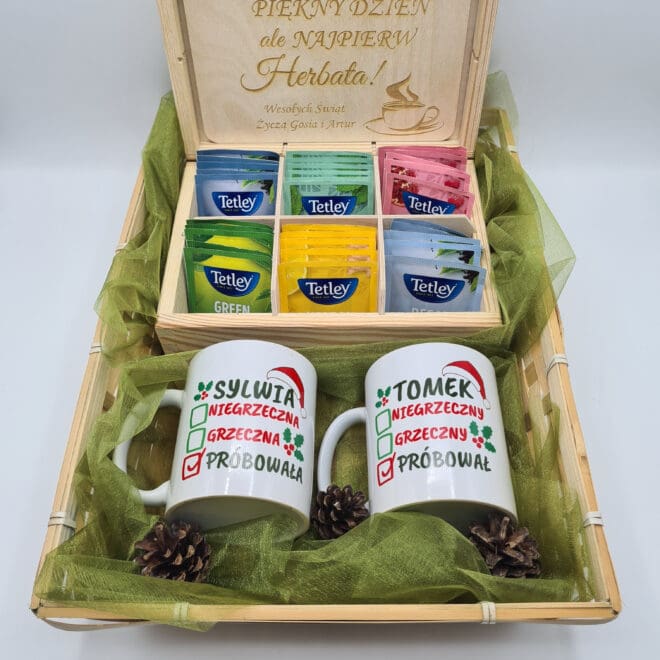 PIĘKNY DZIEŃ
ale NAJPIERW
Herbata!
Wesołych Świąt
Życzą Gosia i Artur
Tetley
Tetley
Tetley
Tetley
GREEN
Tetley
Tetley
SYLWIA
NIEGRZECZNA
GRZECZNA
PRÓBOWAŁA
TOMEK
NIEGRZECZNY
GRZECZNY
PRÓBOWAŁ